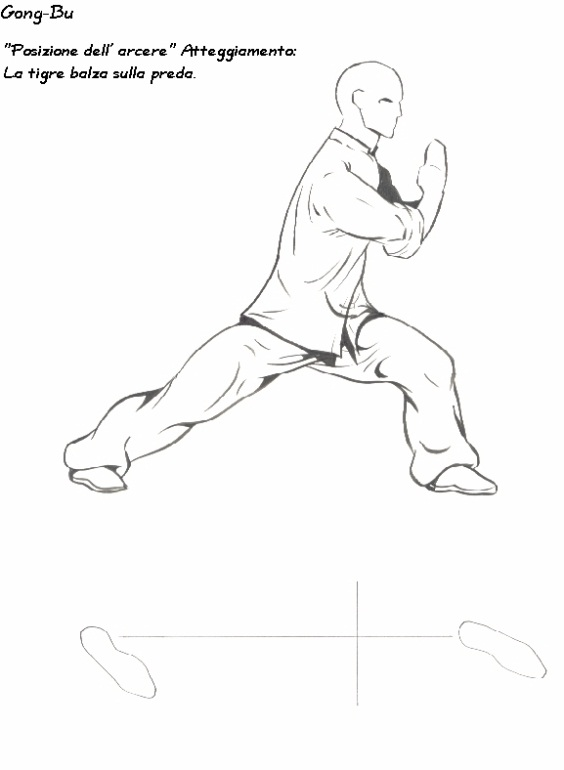 Gong-Bu
"Posizione dell' arcere" Atteggiamento:
La tigre balza sulla preda.